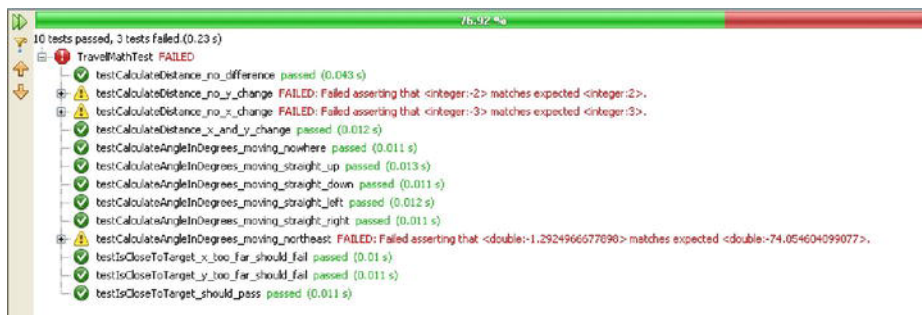 76.92 %
10 tests passed, 3 tests failed.(0.23 s)
TravelMathTest FAILED
testCalculateDistance_no_difference passed (0.043 s)
testCalculateDistance_no_y_change FAILED: Failed asserting that <integer:-2> matches expected <integer:2>.
testCalculateDistance_no_x_change FAILED: Failed asserting that <integer:-3> matches expected <integer:3>.
testCalculateDistance_x_and_y_change passed (0.012 s)
testCalculateAngleInDegrees_moving_nowhere passed (0.011 s)
testCalculateAngleInDegrees_moving_straight_up passed (0.013 s)
testCalculateAngleInDegrees_moving_straight_down passed (0.011 s)
testCalculateAngleInDegrees_moving_straight_left passed (0.012 s)
testCalculateAngleInDegrees_moving_straight_right passed (0.011 s)
testCalculateAngleInDegrees_moving_northeast FAILED: Failed asserting that <double:-1.2924966677898> matches expected <double:-74.054604099077>.
testIsCloseToTarget_x_too_far_should_fail passed (0.01 s)
testIsCloseToTarget_y_too_far_should_fail passed (0.011 s)
testIsCloseToTarget_should_pass passed (0.011 s)